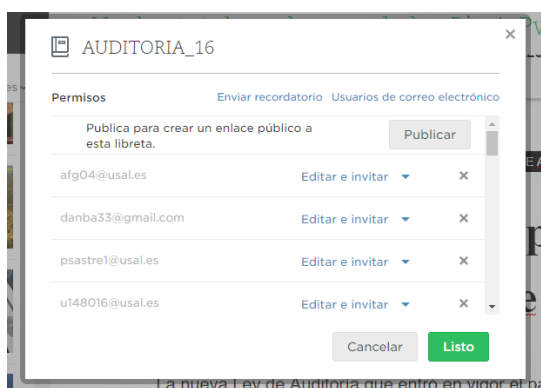 AUDITORIA_16
×
Permisos
Enviar recordatorio Usuarios de correo electrónico
Publica para crear un enlace público a
esta libreta.
Publicar
afg04@usal.es Editar e invitar ×
danba33@gmail.com Editar e invitar ×
psastre1@usal.es Editar e invitar ×
u148016@usal.es Editar e invitar ×
Cancelar Listo
La nueva Ley de Auditoría que entró en vigor el pa